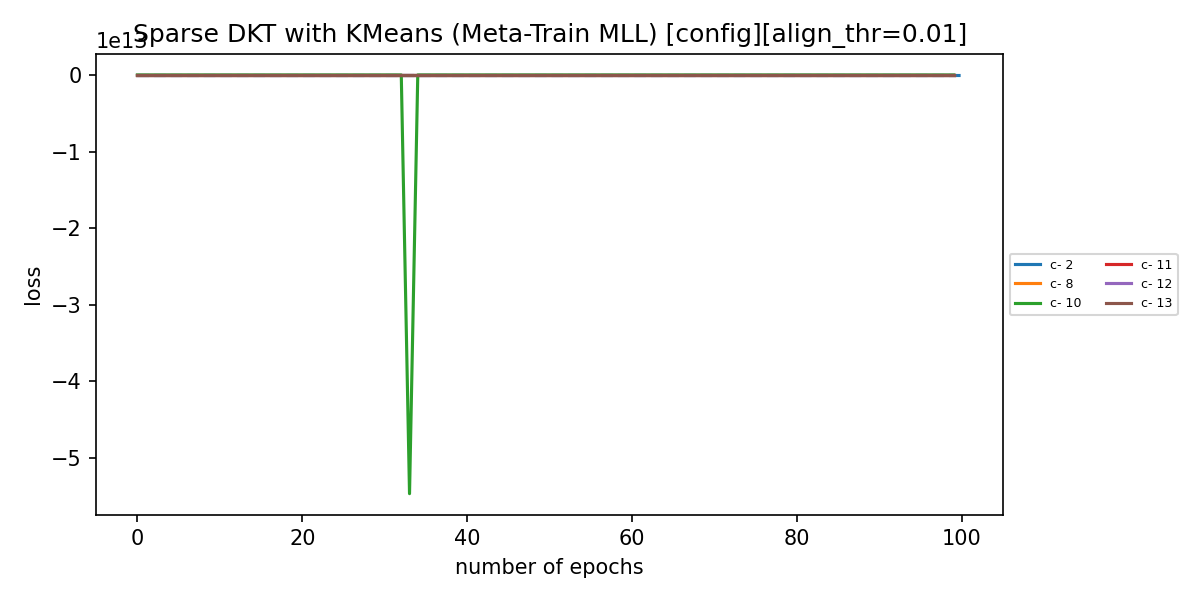 Sparse DKT with KMeans (Meta-Train MLL) [config][align_thr=0.01]
0
−1
−2
−3
−4
−5
loss
0 20 40 60 80 100
number of epochs
c- 2 c- 11
c- 8 c- 12
c- 10 c- 13